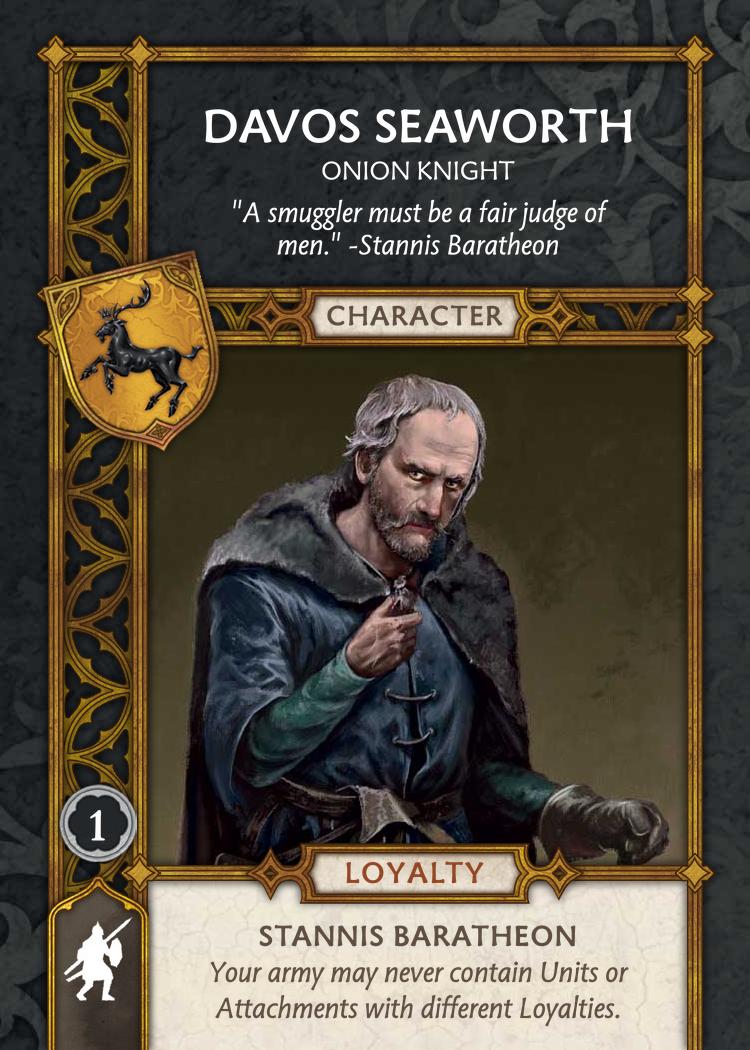 DAVOS SEAWORTH
ONION KNIGHT
"A smuggler must be a fair judge of
men." -Stannis Baratheon
CHARACTER
1
LOYALTY
STANNIS BARATHEON
Your army may never contain Units or
Attachments with different Loyalties.